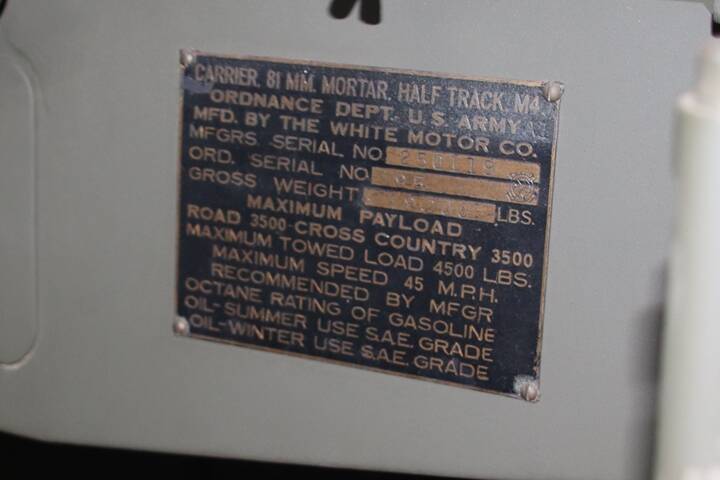 CARRIER, 81 MM. MORTAR, HALF TRACK, M4
ORDNANCE DEPT. U.S. ARMY
MFD. BY THE WHITE MOTOR CO.
MFGRS. SERIAL NO.
ORD. SERIAL NO. 95
GROSS WEIGHT LBS.
MAXIMUM PAYLOAD
ROAD 3500-CROSS COUNTRY 3500
MAXIMUM TOWED LOAD 4500 LBS.
MAXIMUM SPEED 45 M.P.H.
RECOMMENDED BY MFGR
OCTANE RATING OF GASOLINE
OIL-SUMMER USE S.A.E. GRADE
OIL-WINTER USE S.A.E. GRADE